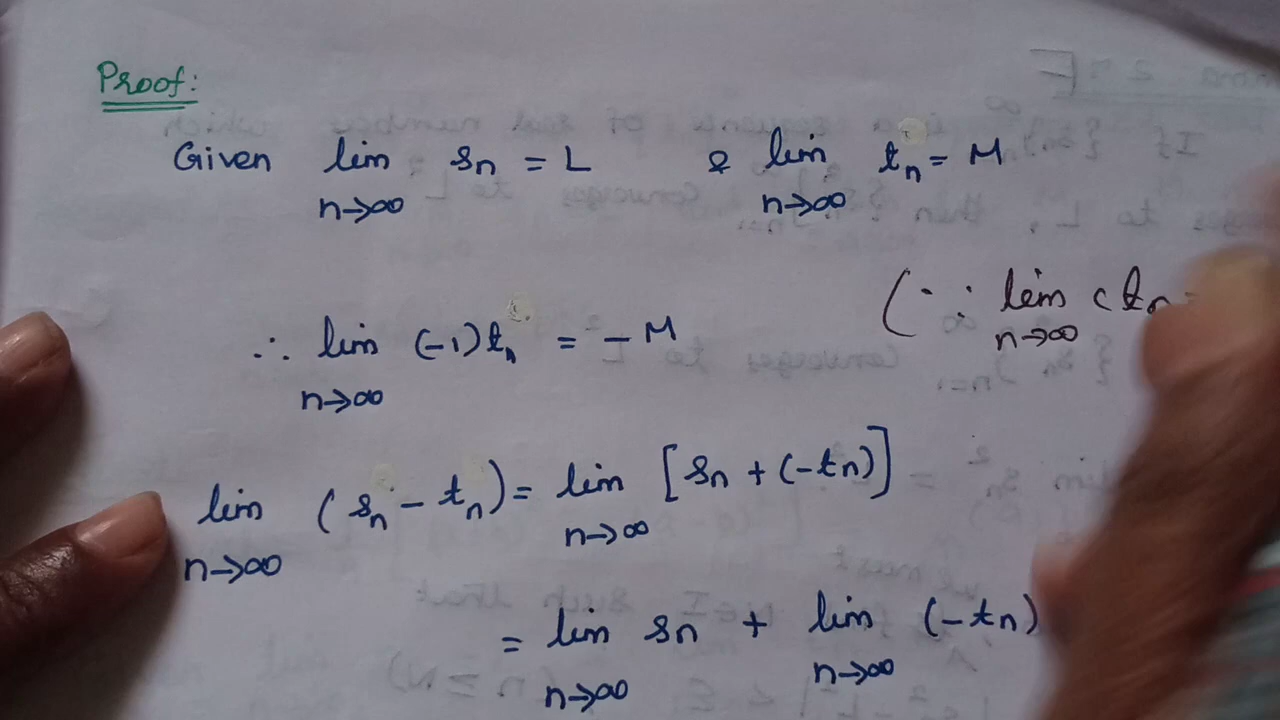 Proof:
Given lim n→∞ sn = L & lim n→∞ tn = M
∴ lim n→∞ (-1)tn = -M (∵ lim n→∞ c tn =
lim n→∞ (sn - tn) = lim n→∞ [sn + (-tn)]
= lim n→∞ sn + lim n→∞ (-tn)